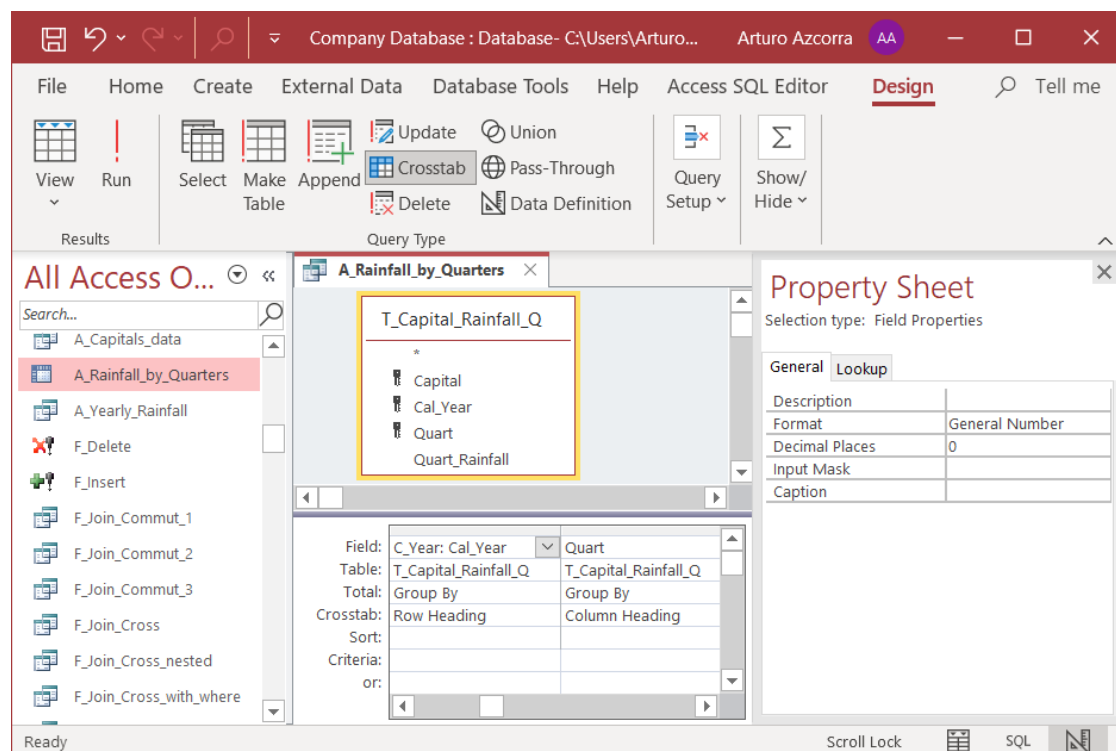 Company Database : Database- C:\Users\Arturo... Arturo Azcorra AA
File Home Create External Data Database Tools Help Access SQL Editor Design Tell me
View Run Select Make Table Append Update Crosstab Delete Union Pass-Through Data Definition Query Setup Show/ Hide
Results Query Type
All Access O...
Search...
A_Capitals_data
A_Rainfall_by_Quarters
A_Yearly_Rainfall
F_Delete
F_Insert
F_Join_Commut_1
F_Join_Commut_2
F_Join_Commut_3
F_Join_Cross
F_Join_Cross_nested
F_Join_Cross_with_where
A_Rainfall_by_Quarters
T_Capital_Rainfall_Q
*
Capital
Cal_Year
Quart
Quart_Rainfall
Field: C_Year: Cal_Year Quart
Table: T_Capital_Rainfall_Q T_Capital_Rainfall_Q
Total: Group By Group By
Crosstab: Row Heading Column Heading
Sort:
Criteria:
or:
Property Sheet
Selection type: Field Properties
General Lookup
Description
Format General Number
Decimal Places 0
Input Mask
Caption
Ready Scroll Lock SQL